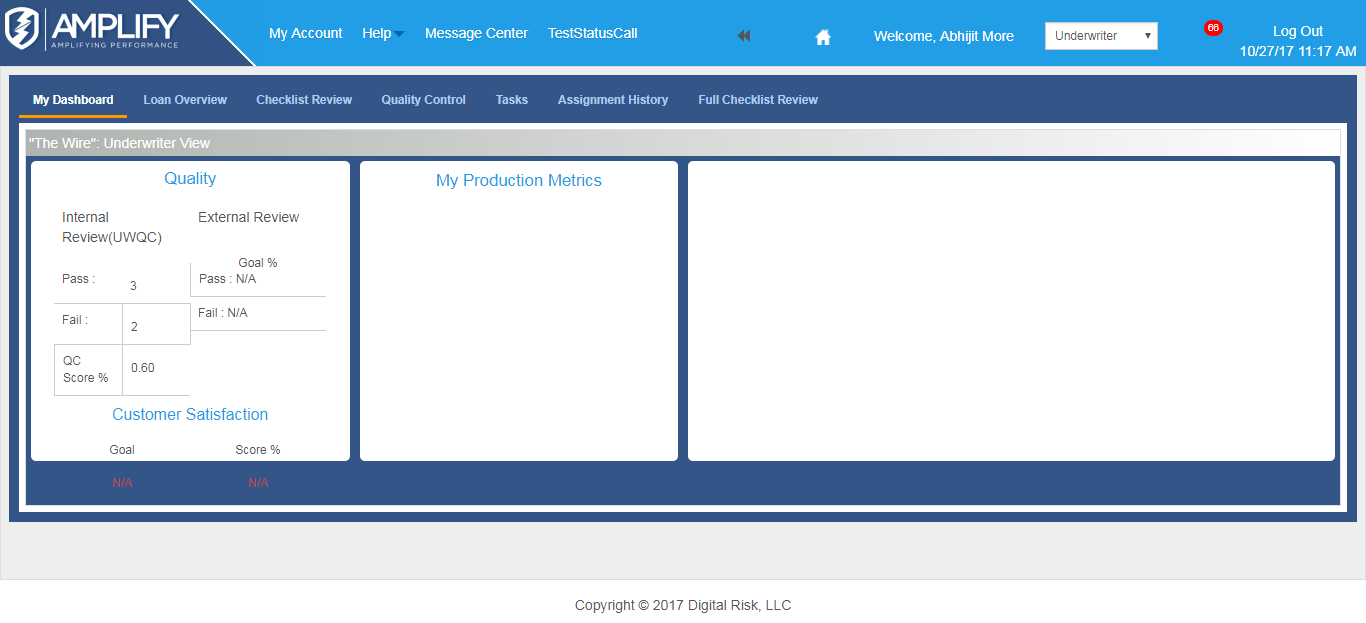 AMPLIFY
AMPLIFYING PERFORMANCE
My Account Help Message Center TestStatusCall
Welcome, Abhijit More
Underwriter
66
Log Out
10/27/17 11:17 AM
My Dashboard Loan Overview Checklist Review Quality Control Tasks Assignment History Full Checklist Review
"The Wire": Underwriter View
Quality
Internal
Review(UWQC)
Pass : 3
Fail : 2
QC
Score % 0.60
External Review
Goal %
Pass : N/A
Fail : N/A
Customer Satisfaction
Goal Score %
N/A N/A
My Production Metrics
Copyright © 2017 Digital Risk, LLC